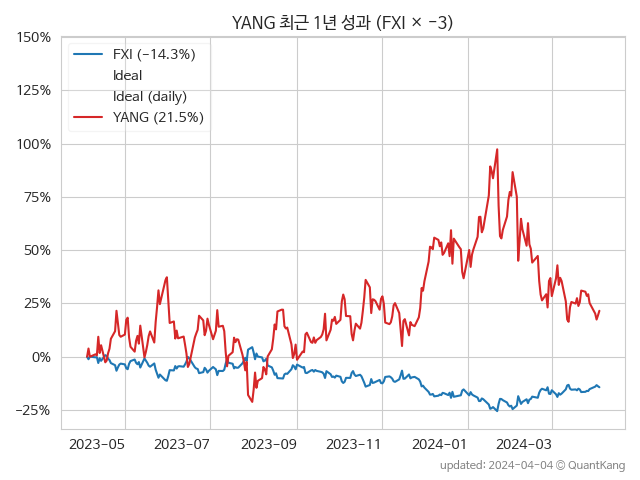 YANG 최근 1년 성과 (FXI × −3)
150%
125%
100%
75%
50%
25%
0%
−25%
FXI (−14.3%)
Ideal
Ideal (daily)
YANG (21.5%)
2023-05
2023-07
2023-09
2023-11
2024-01
2024-03
updated: 2024-04-04 © QuantKang